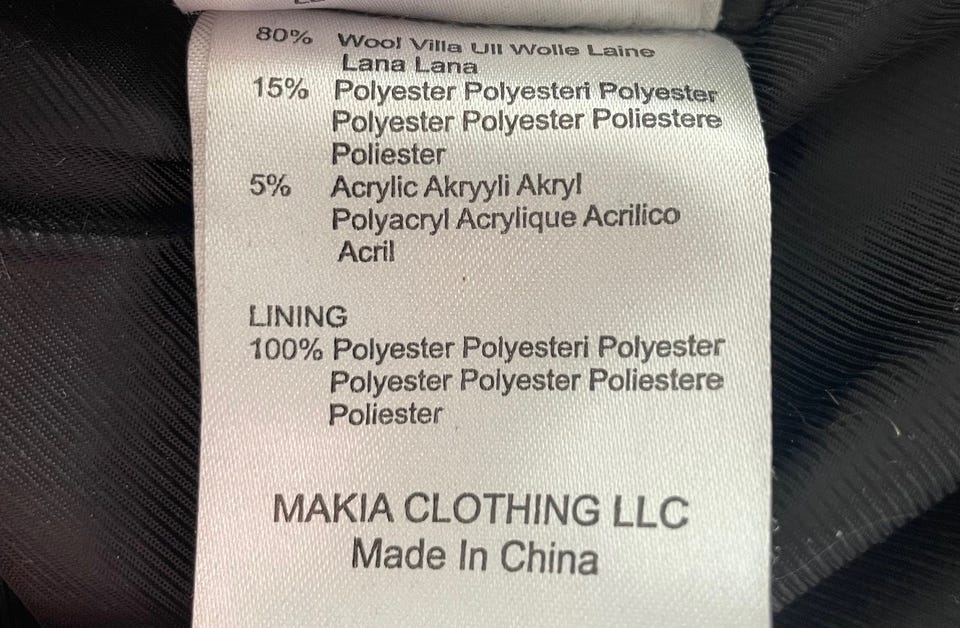 80% Wool Villa Ull Wolle Laine
Lana Lana
15% Polyester Polyesteri Polyester
Polyester Polyester Poliestere
Poliester
5% Acrylic Akryyli Akryl
Polyacryl Acrylique Acrilico
Acril
LINING
100% Polyester Polyesteri Polyester
Polyester Polyester Poliestere
Poliester
MAKIA CLOTHING LLC
Made In China